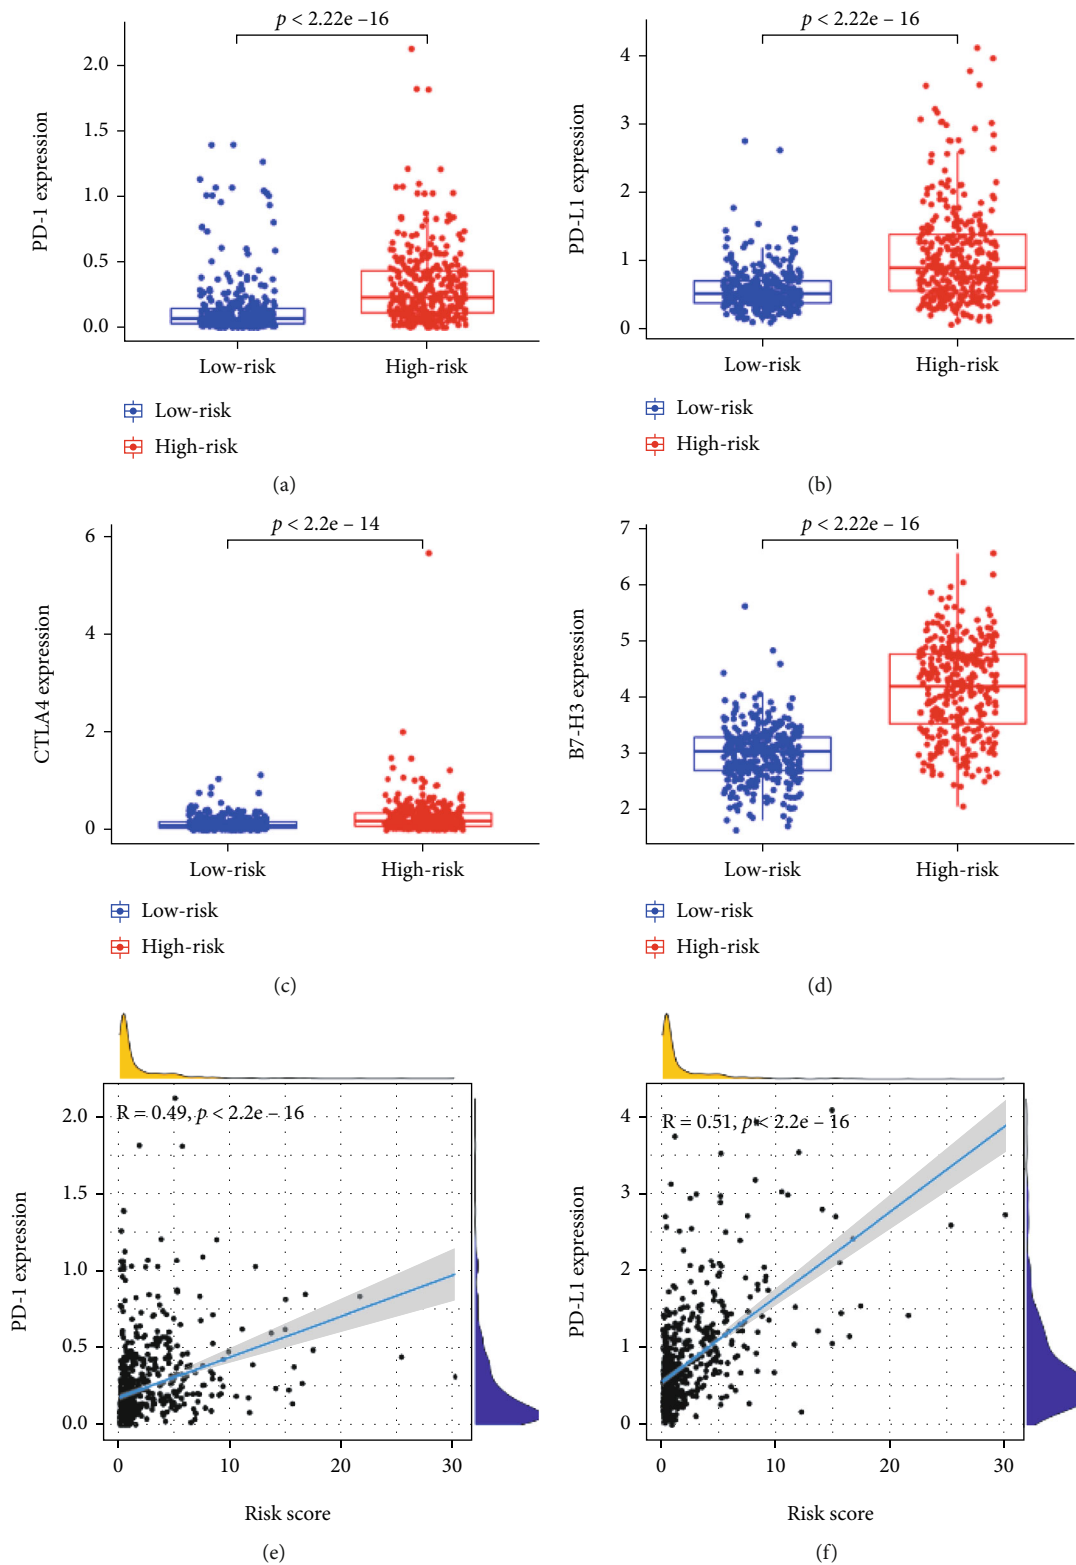 p < 2.22e −16
PD-1 expression
2.0
1.5
1.0
0.5
0.0
Low-risk High-risk
Low-risk
High-risk
(a)
p < 2.22e − 16
PD-L1 expression
4
3
2
1
0
Low-risk High-risk
Low-risk
High-risk
(b)
p < 2.2e − 14
CTLA4 expression
6
4
2
0
Low-risk High-risk
Low-risk
High-risk
(c)
p < 2.22e − 16
B7-H3 expression
7
6
5
4
3
2
Low-risk High-risk
Low-risk
High-risk
(d)
R = 0.49, p < 2.2e − 16
PD-1 expression
2.0
1.5
1.0
0.5
0.0
0 10 20 30
Risk score
(e)
R = 0.51, p < 2.2e − 16
PD-L1 expression
4
3
2
1
0
0 10 20 30
Risk score
(f)